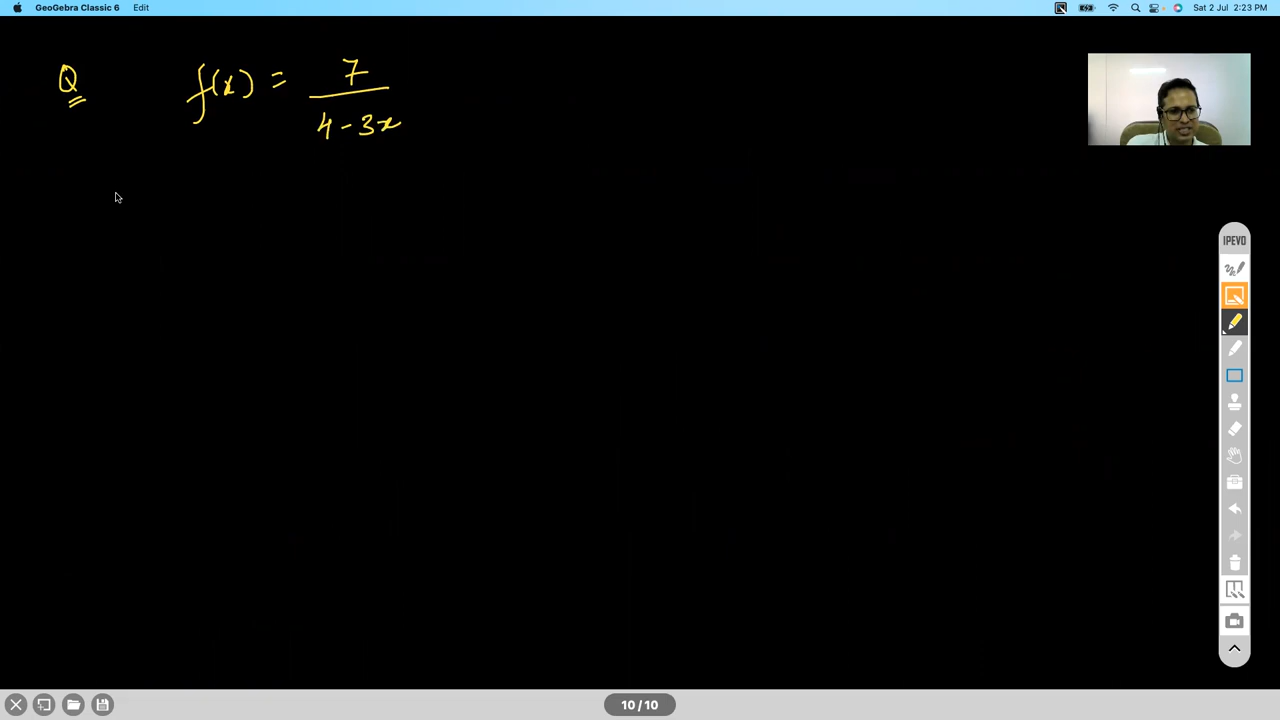 GeoGebra Classic 6 Edit Sat 2 Jul 2:23 PM
Q f(x) = 7 / (4 - 3x)
IPEVO
10 / 10